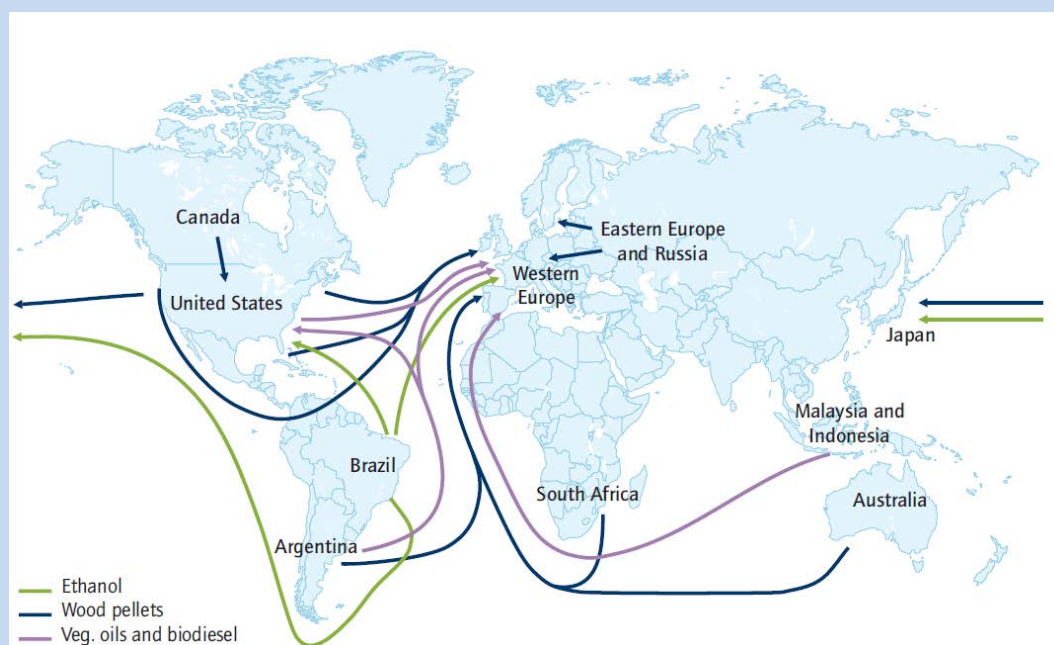 Canada
United States
Eastern Europe
and Russia
Western
Europe
Japan
Malaysia and
Indonesia
Brazil
South Africa
Australia
Argentina
Ethanol
Wood pellets
Veg. oils and biodiesel